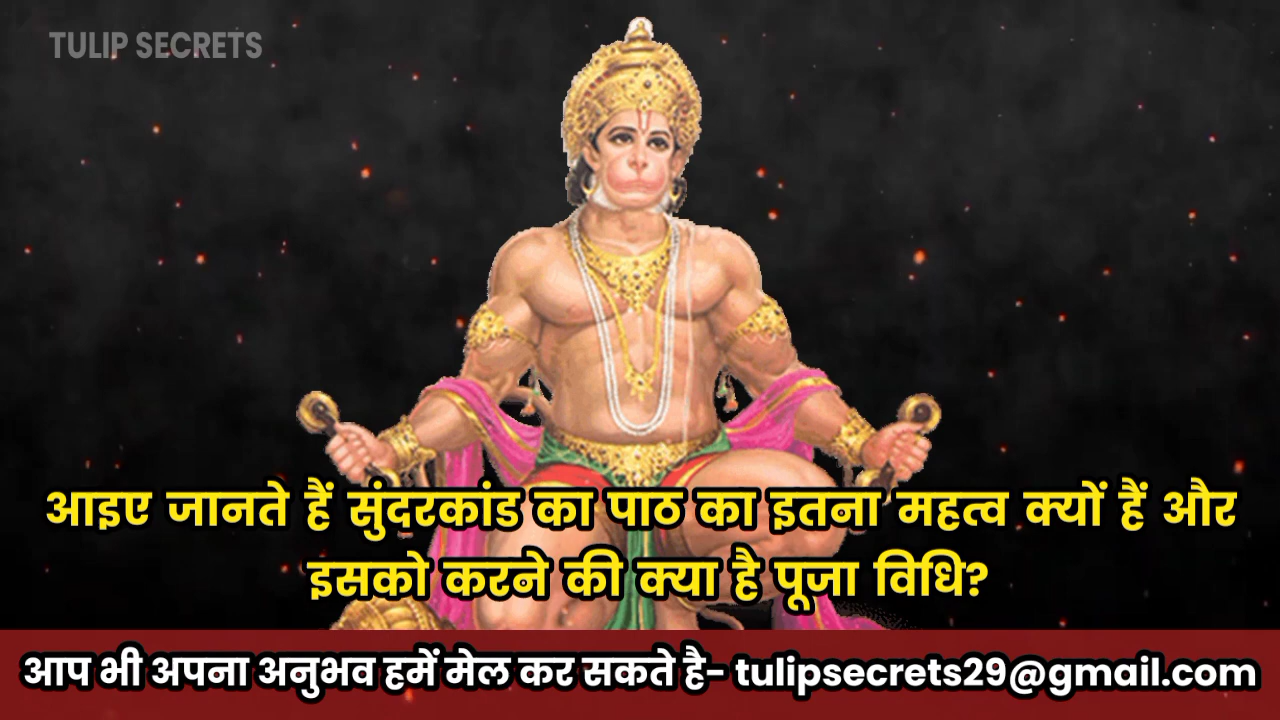 TULIP SECRETS
आइए जानते हैं सुंदरकांड का पाठ का इतना महत्व क्यों हैं और
इसको करने की क्या है पूजा विधि?
आप भी अपना अनुभव हमें मेल कर सकते है- tulipsecrets29@gmail.com